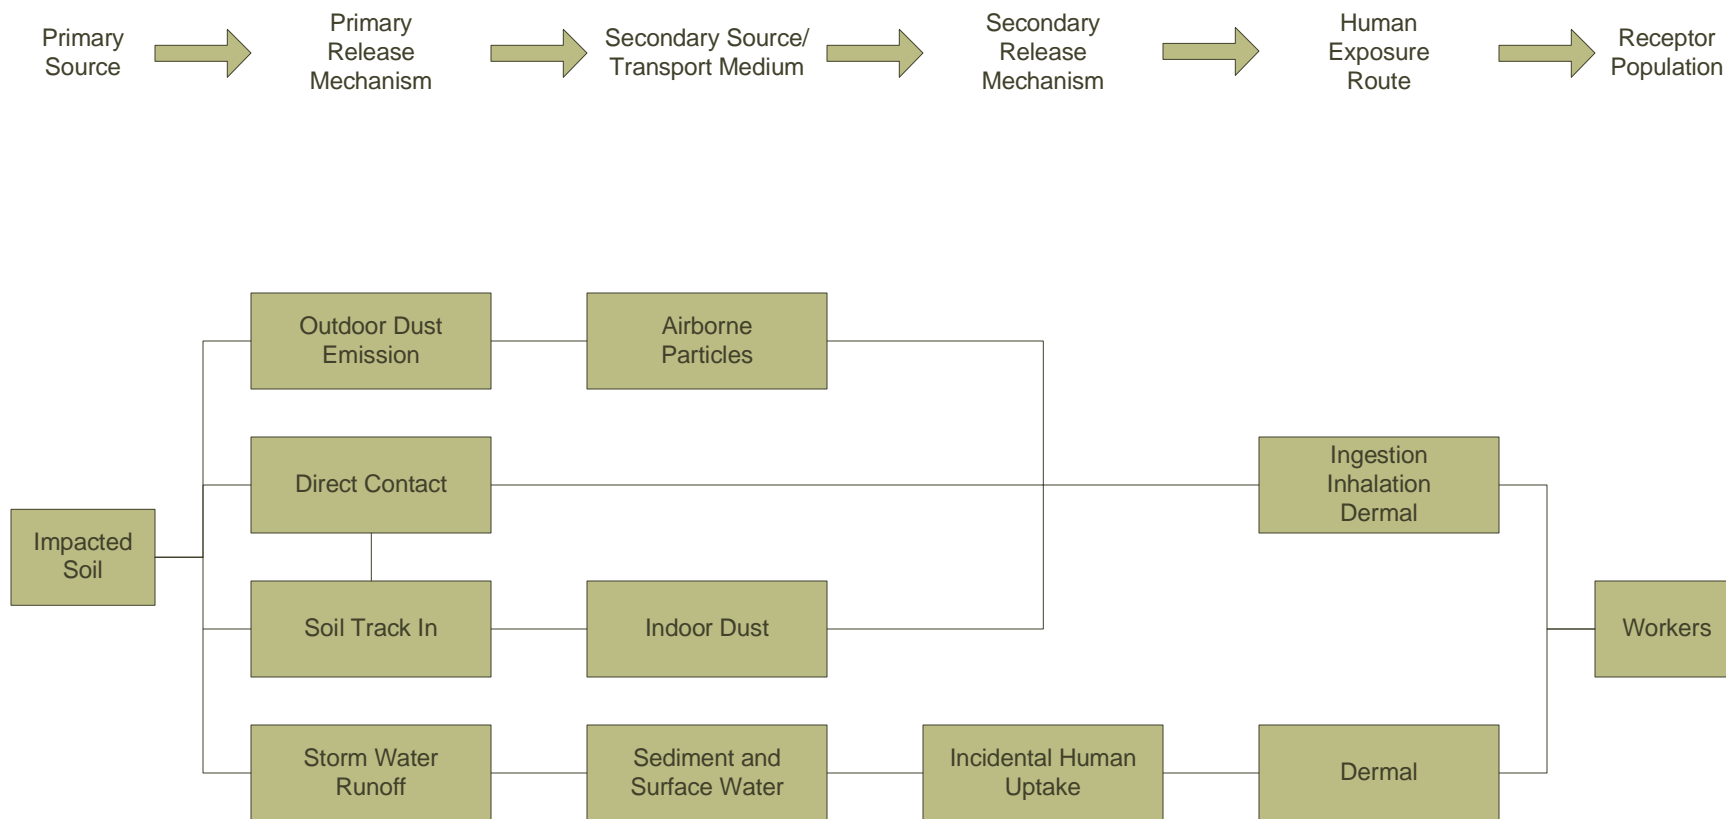 Primary
Source
Primary
Release
Mechanism
Secondary Source/
Transport Medium
Secondary
Release
Mechanism
Human
Exposure
Route
Receptor
Population
Outdoor Dust
Emission
Airborne
Particles
Direct Contact
Ingestion
Inhalation
Dermal
Impacted
Soil
Soil Track In
Indoor Dust
Workers
Storm Water
Runoff
Sediment and
Surface Water
Incidental Human
Uptake
Dermal